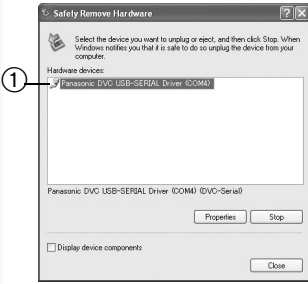 Safely Remove Hardware
Select the device you want to unplug or eject, and then click Stop. When
Windows notifies you that it is safe to do so unplug the device from your
computer.
Hardware devices:
1
Panasonic DVC USB-SERIAL Driver (COM4)
Panasonic DVC USB-SERIAL Driver (COM4) (DVC-Serial)
Properties
Stop
Display device components
Close